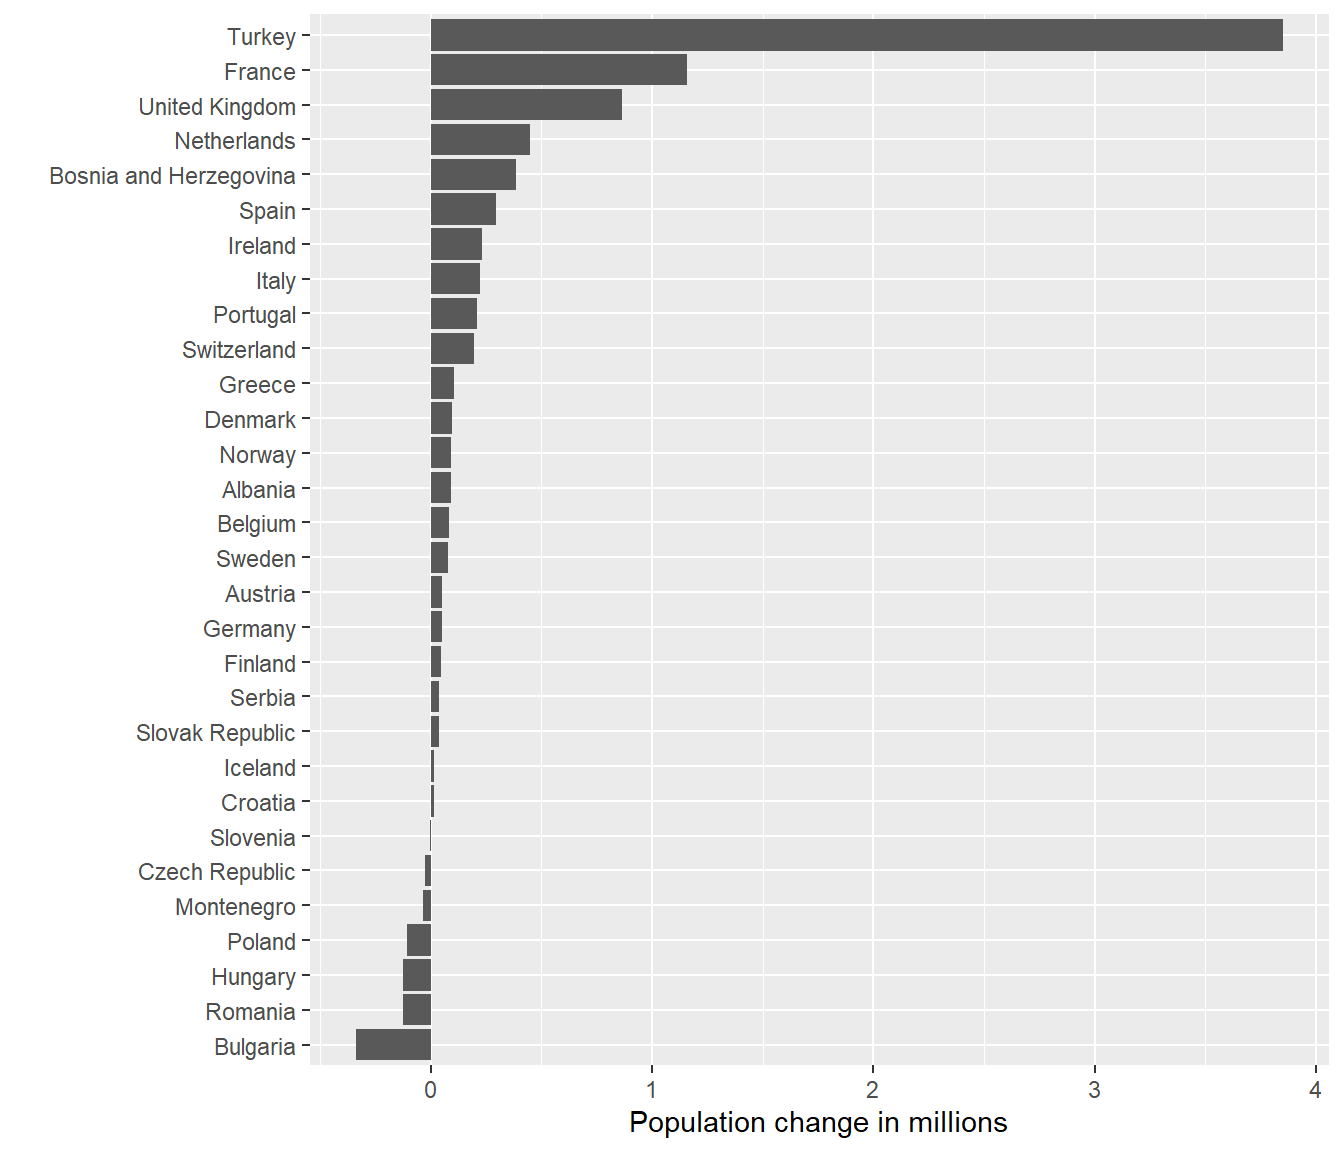 Turkey
France
United Kingdom
Netherlands
Bosnia and Herzegovina
Spain
Ireland
Italy
Portugal
Switzerland
Greece
Denmark
Norway
Albania
Belgium
Sweden
Austria
Germany
Finland
Serbia
Slovak Republic
Iceland
Croatia
Slovenia
Czech Republic
Montenegro
Poland
Hungary
Romania
Bulgaria
0 1 2 3 4
Population change in millions